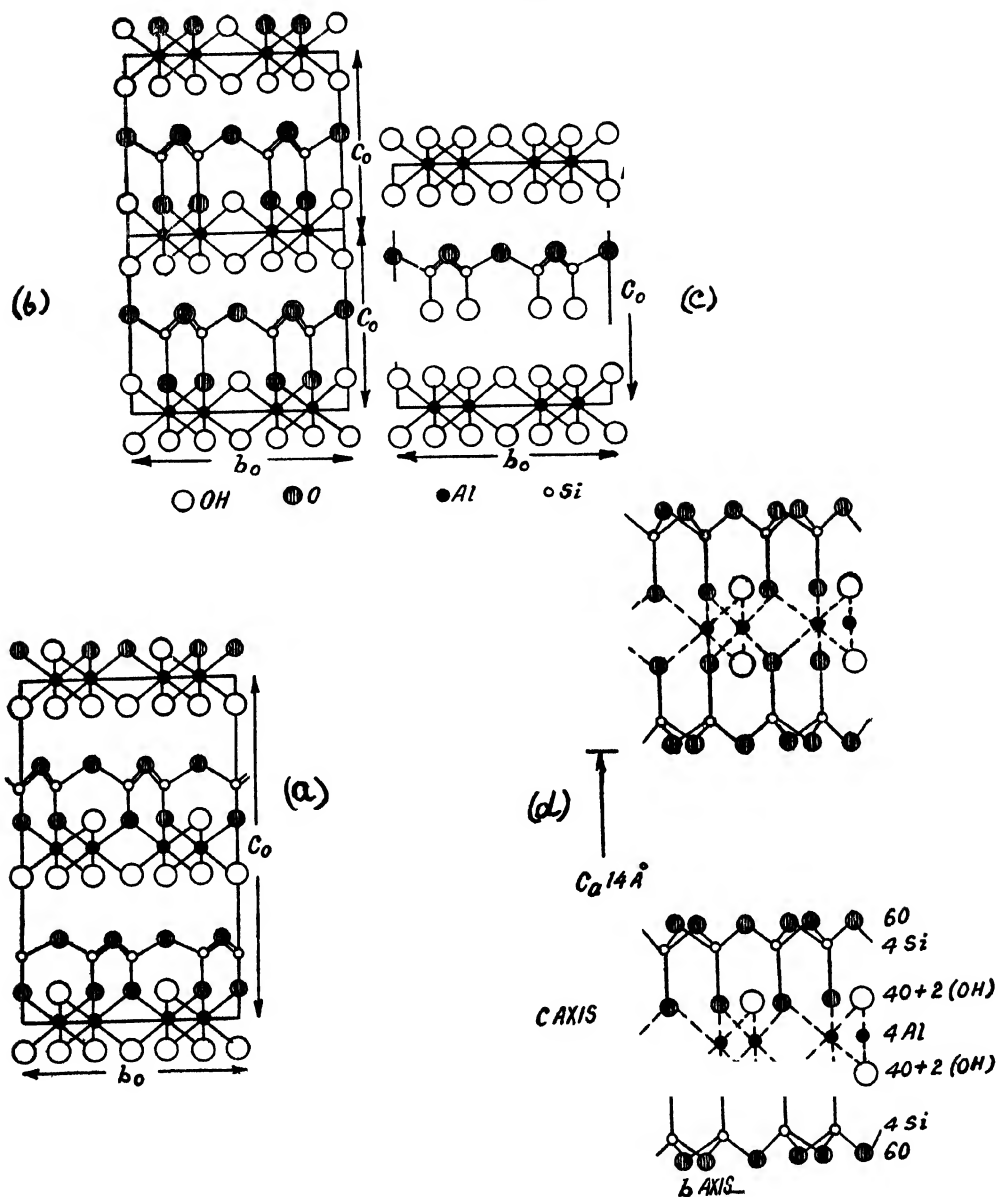 (b)
C₀
C₀
b₀
C₀
(c)
b₀
OH O Al Si
(a)
C₀
b₀
(d)
Ca 14 Å
60
4 Si
40+2 (OH)
C AXIS
4 Al
40+2 (OH)
4 Si
60
b AXIS